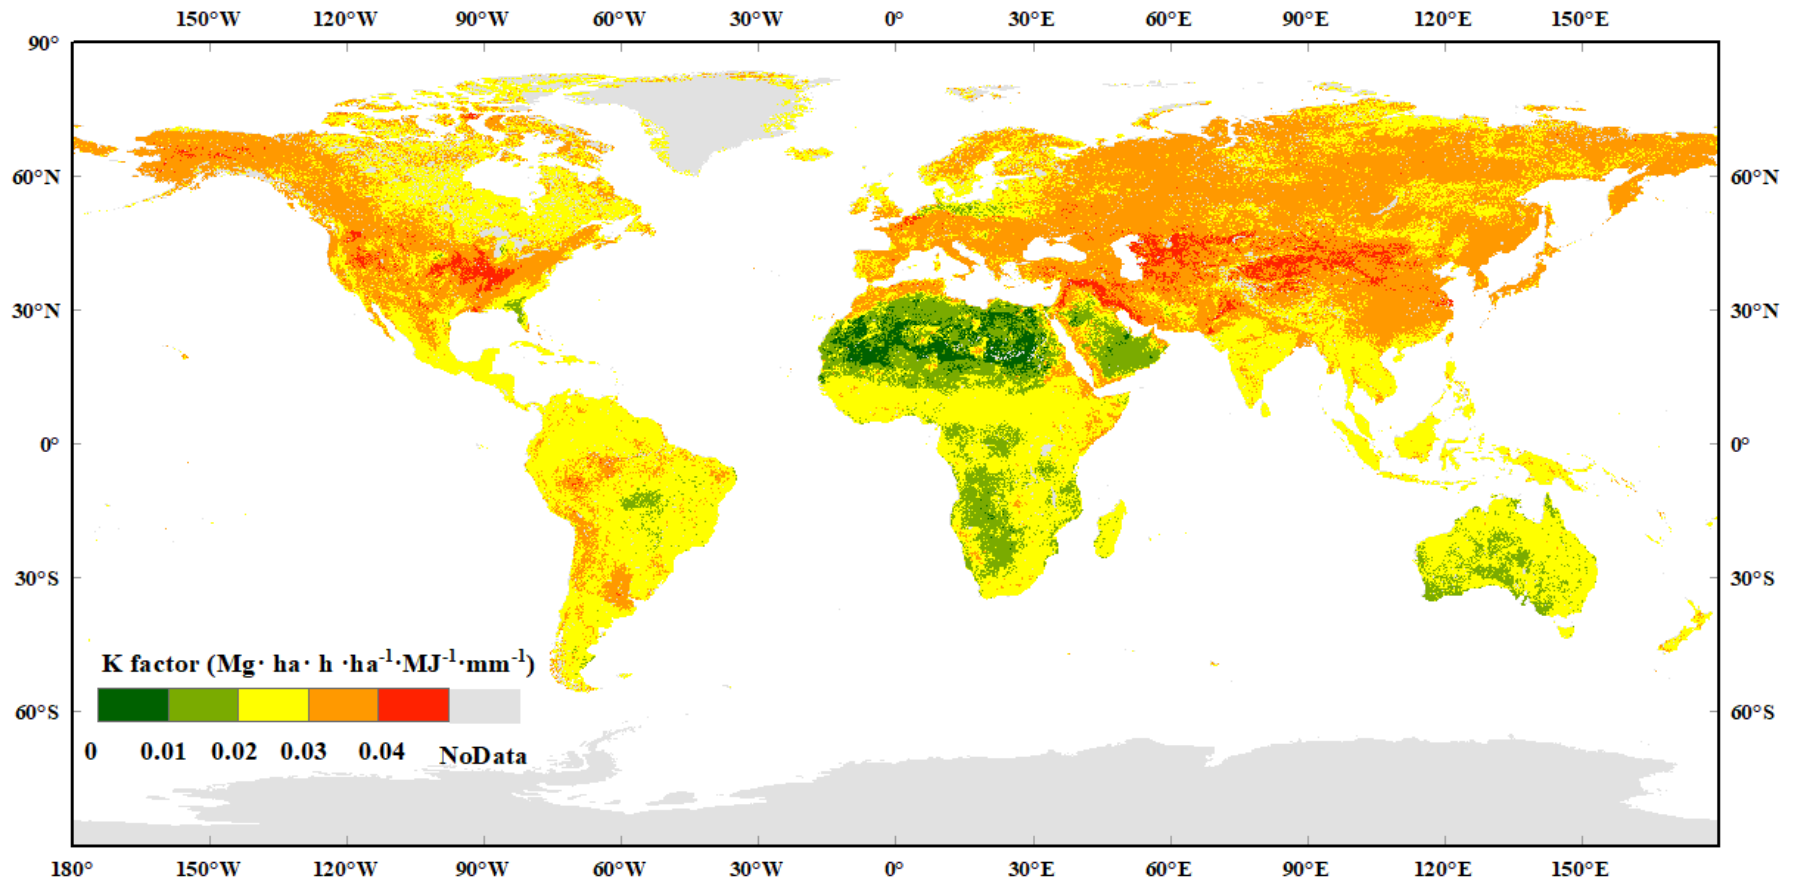 150°W 120°W 90°W 60°W 30°W 0° 30°E 60°E 90°E 120°E 150°E
90°
60°N 60°N
30°N 30°N
0° 0°
30°S 30°S
K factor (Mg· ha· h ·ha⁻¹·MJ⁻¹·mm⁻¹)
60°S 60°S
0 0.01 0.02 0.03 0.04 NoData
180° 150°W 120°W 90°W 60°W 30°W 0° 30°E 60°E 90°E 120°E 150°E